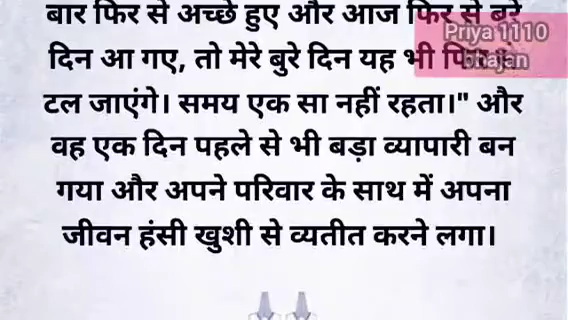 बार फिर से अच्छे हुए और आज फिर से बुरे
Priya 1110
bhajan
दिन आ गए, तो मेरे बुरे दिन यह भी फिर से
टल जाएंगे। समय एक सा नहीं रहता।" और
वह एक दिन पहले से भी बड़ा व्यापारी बन
गया और अपने परिवार के साथ में अपना
जीवन हंसी खुशी से व्यतीत करने लगा।